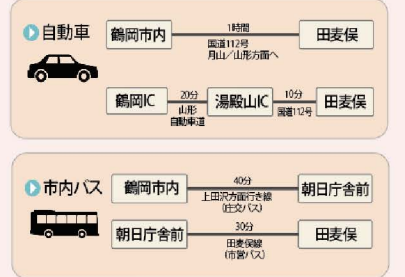 自動車
鶴岡市内 1時間 田麦俣
国道112号
月山／山形方面へ
鶴岡IC 20分 湯殿山IC 10分 田麦俣
山形 国道112号
自動車道
市内バス
鶴岡市内 40分 朝日庁舎前
上田沢方面行き線
(庄交バス)
朝日庁舎前 30分 田麦俣
田麦俣線
(市営バス)